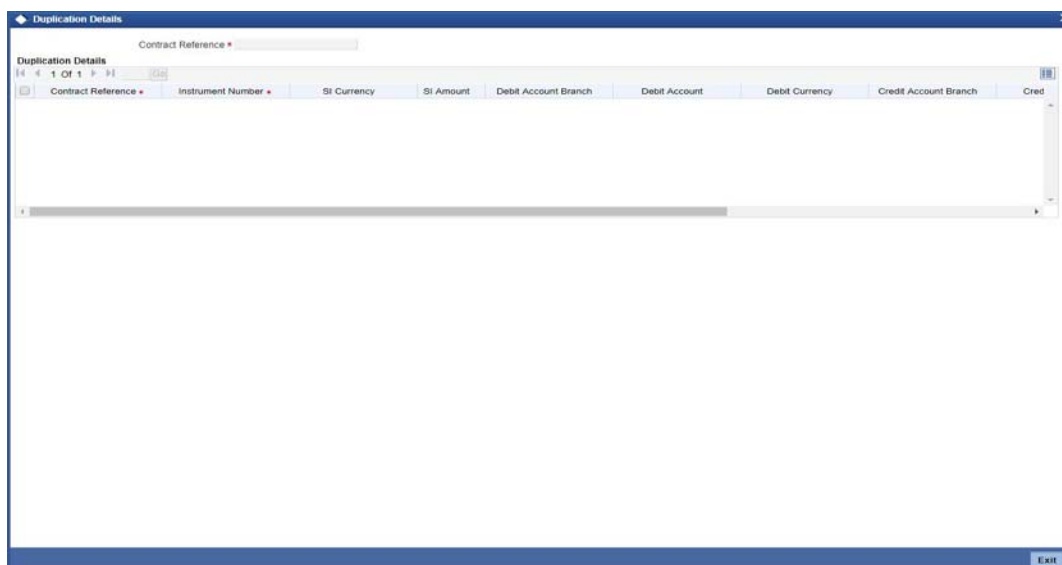 Duplication Details
Contract Reference *
Duplication Details
1 Of 1 Go
Contract Reference * Instrument Number * SI Currency SI Amount Debit Account Branch Debit Account Debit Currency Credit Account Branch Cred
Exit